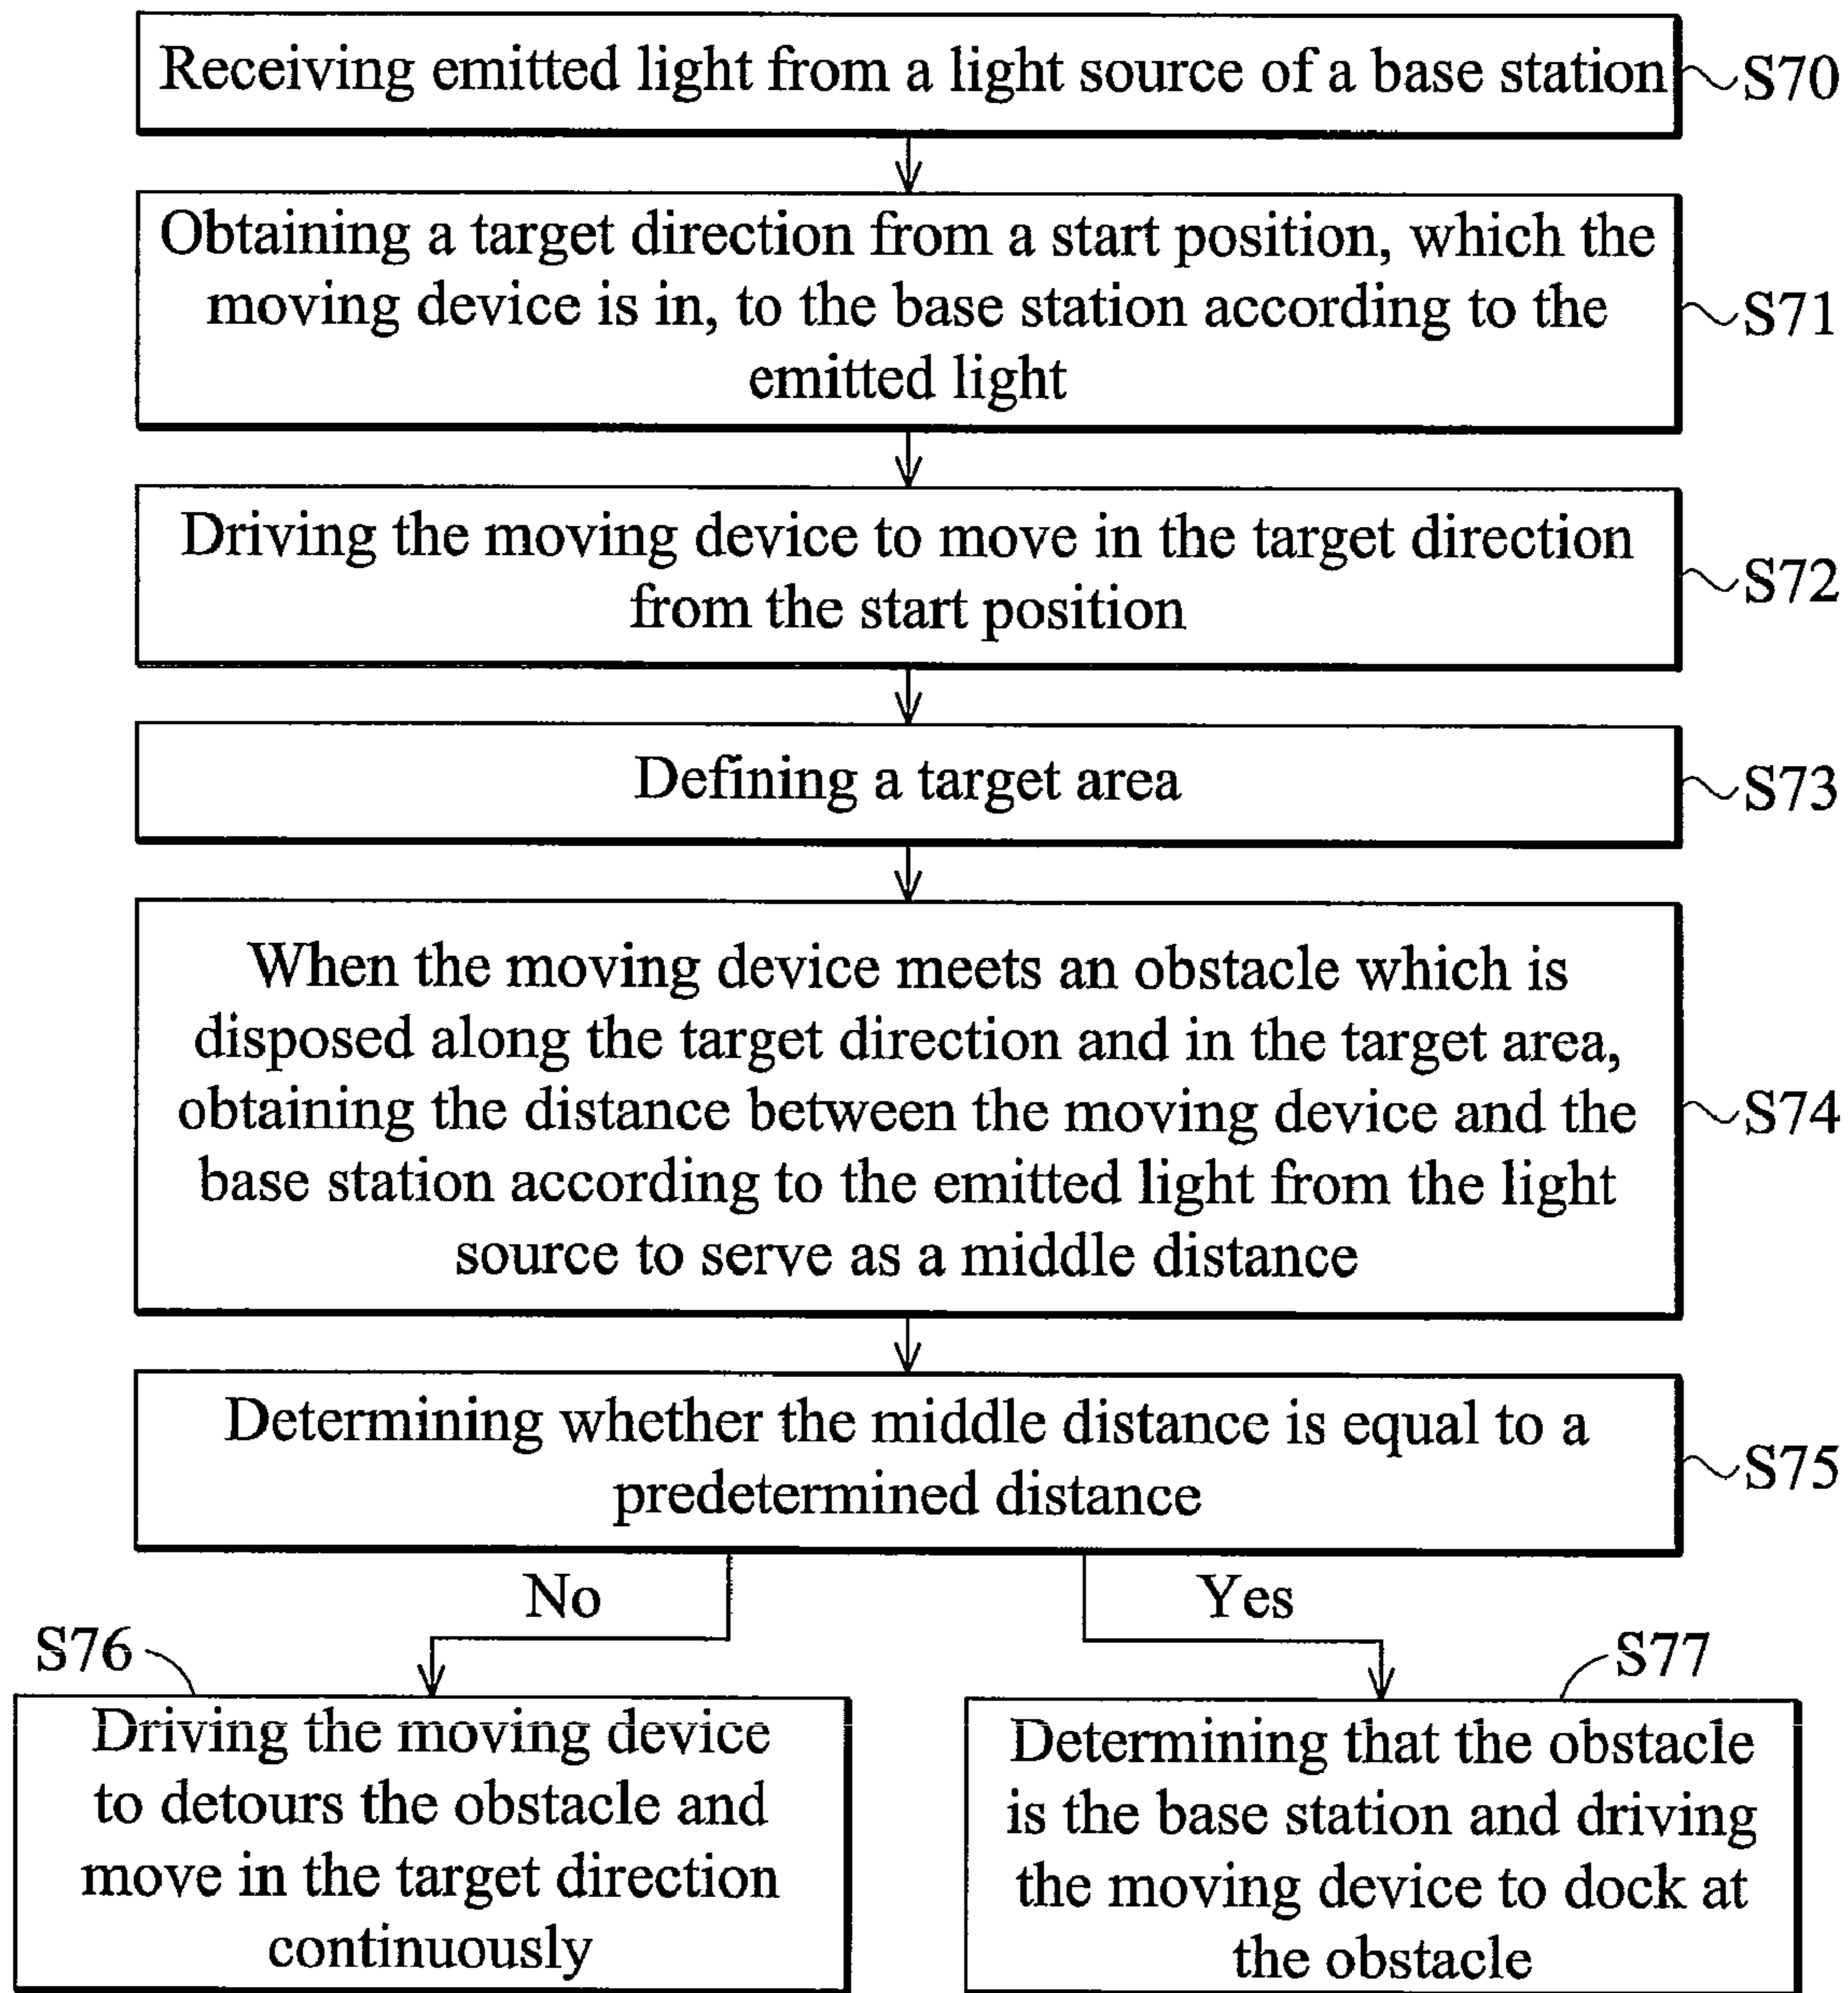 Receiving emitted light from a light source of a base station
S70
Obtaining a target direction from a start position, which the
moving device is in, to the base station according to the
emitted light
S71
Driving the moving device to move in the target direction
from the start position
S72
Defining a target area
S73
When the moving device meets an obstacle which is
disposed along the target direction and in the target area,
obtaining the distance between the moving device and the
base station according to the emitted light from the light
source to serve as a middle distance
S74
Determining whether the middle distance is equal to a
predetermined distance
S75
No
Yes
S76
Driving the moving device
to detours the obstacle and
move in the target direction
continuously
S77
Determining that the obstacle
is the base station and driving
the moving device to dock at
the obstacle